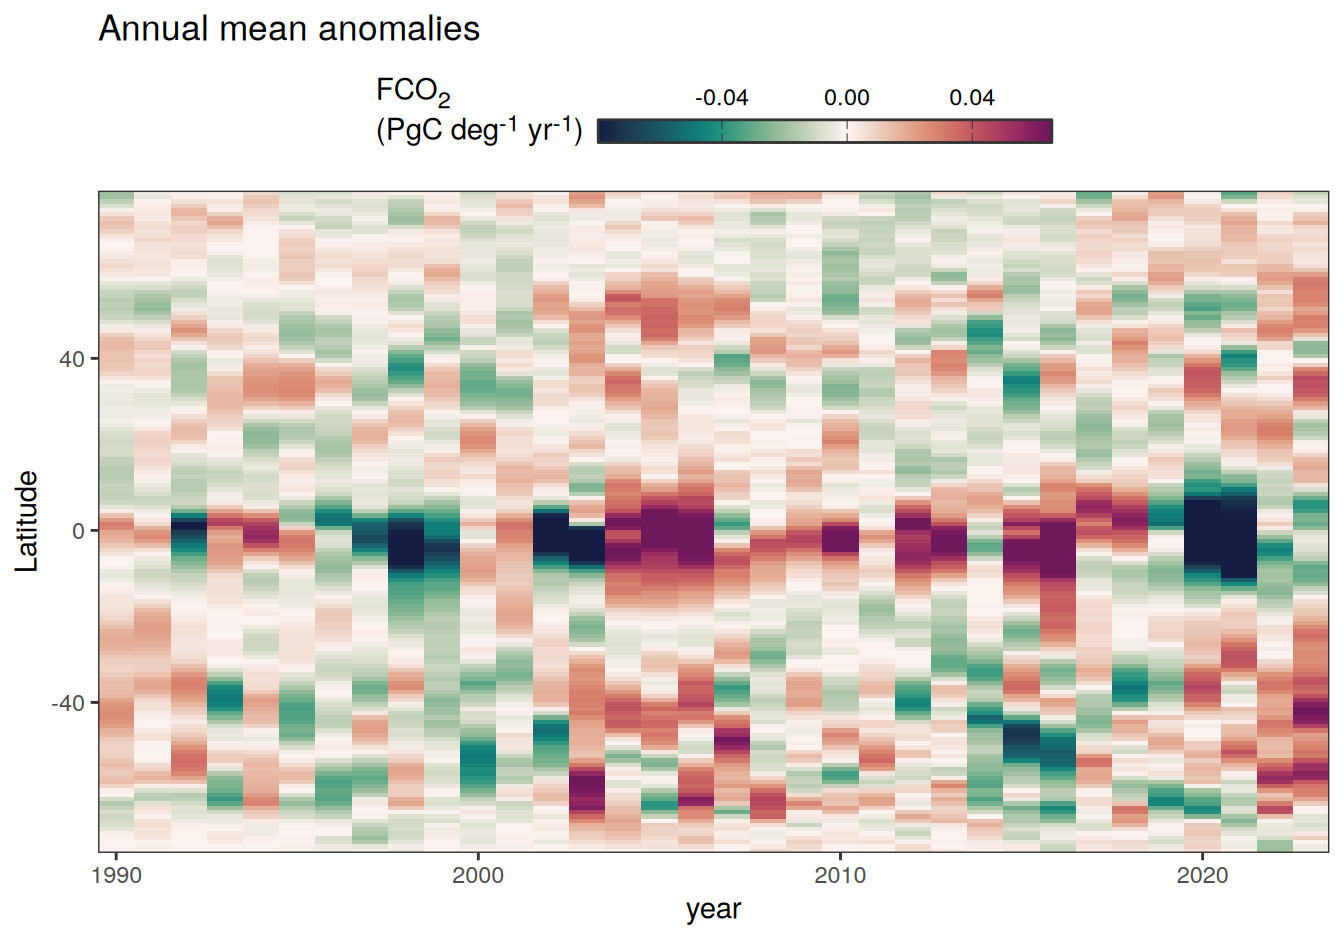 Annual mean anomalies
FCO₂
(PgC deg⁻¹ yr⁻¹)
-0.04 0.00 0.04
Latitude
40
0
-40
1990 2000 2010 2020
year